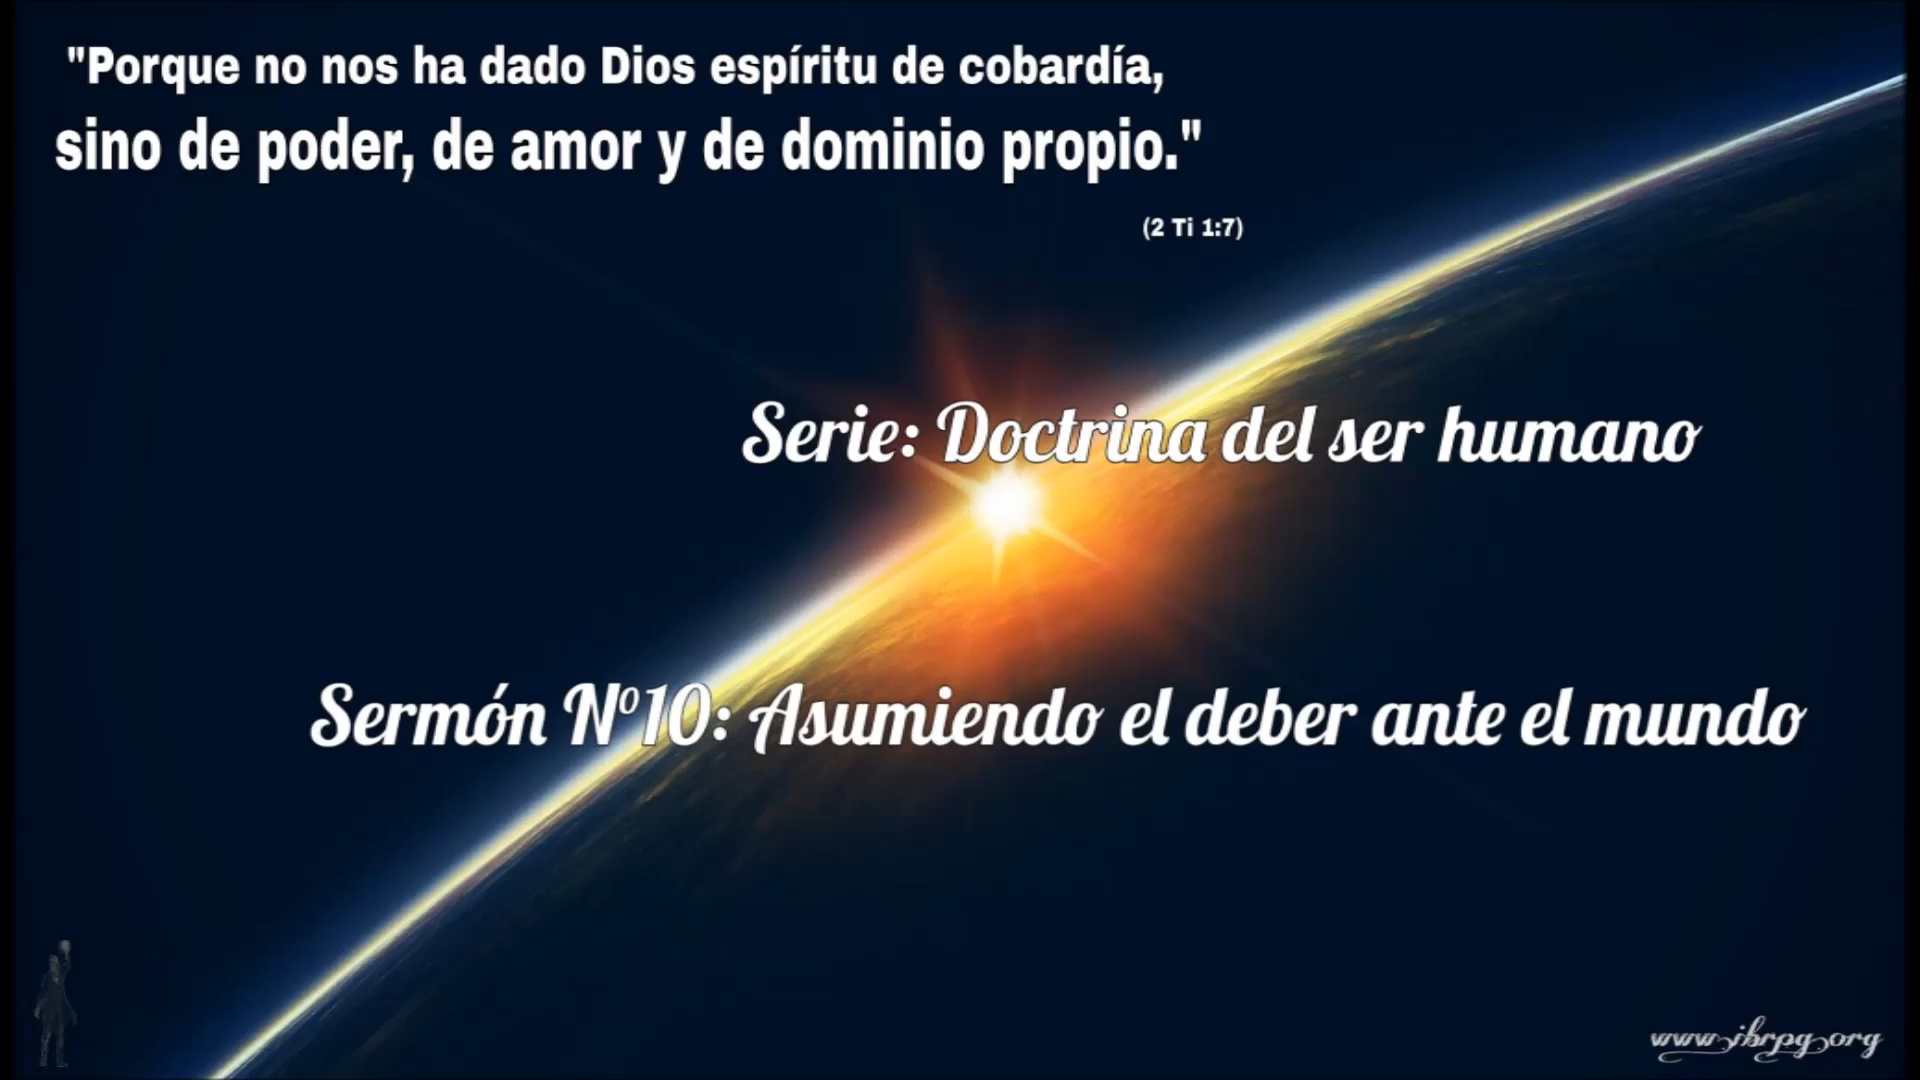 "Porque no nos ha dado Dios espíritu de cobardía,
sino de poder, de amor y de dominio propio."
(2 Ti 1:7)
Serie: Doctrina del ser humano
Sermón Nº10: Asumiendo el deber ante el mundo
www.ibrpg.org